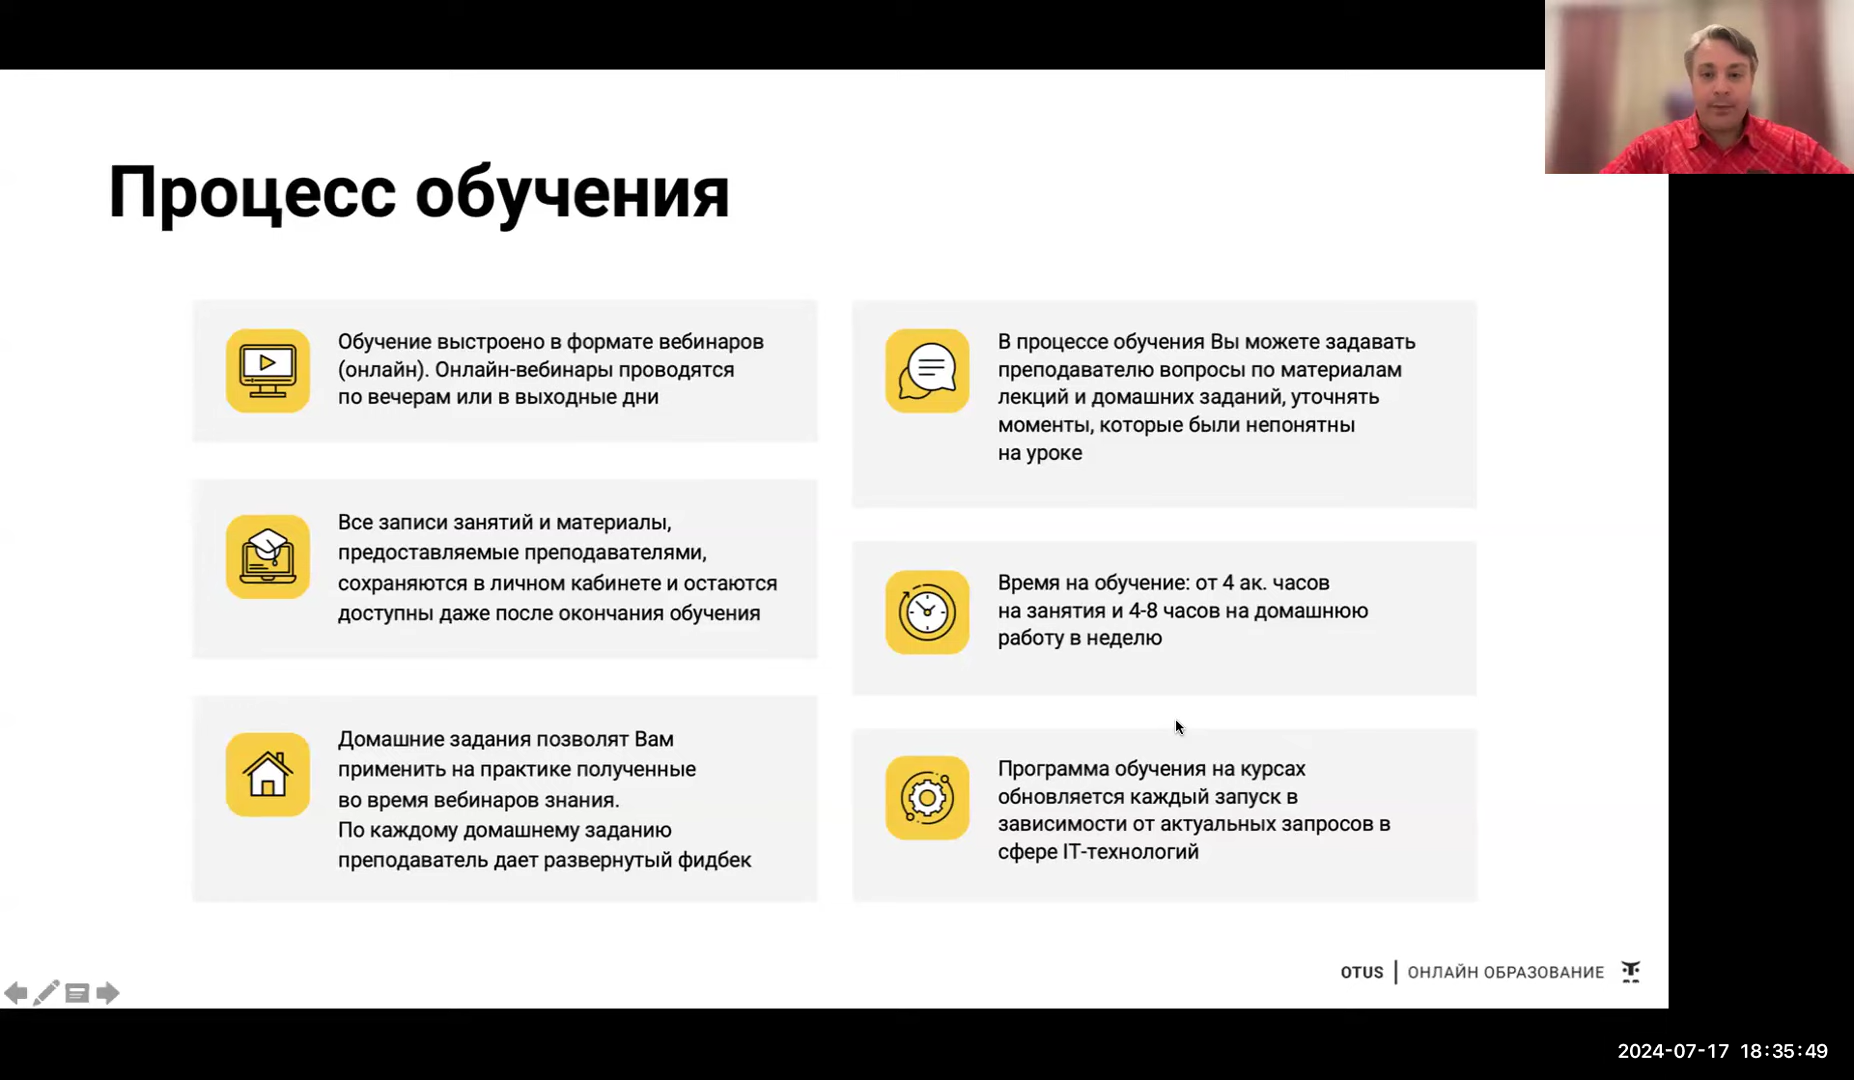 Процесс обучения
Обучение выстроено в формате вебинаров
(онлайн). Онлайн-вебинары проводятся
по вечерам или в выходные дни
Все записи занятий и материалы,
предоставляемые преподавателями,
сохраняются в личном кабинете и остаются
доступны даже после окончания обучения
Домашние задания позволят Вам
применить на практике полученные
во время вебинаров знания.
По каждому домашнему заданию
преподаватель дает развернутый фидбек
В процессе обучения Вы можете задавать
преподавателю вопросы по материалам
лекций и домашних заданий, уточнять
моменты, которые были непонятны
на уроке
Время на обучение: от 4 ак. часов
на занятия и 4-8 часов на домашнюю
работу в неделю
Программа обучения на курсах
обновляется каждый запуск в
зависимости от актуальных запросов в
сфере IT-технологий
OTUS | ОНЛАЙН ОБРАЗОВАНИЕ
2024-07-17 18:35:49